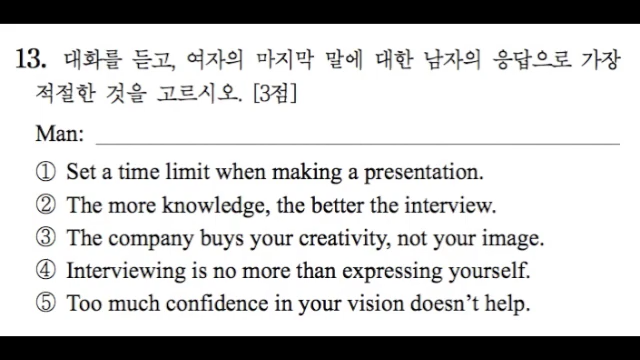 13. 대화를 듣고, 여자의 마지막 말에 대한 남자의 응답으로 가장
적절한 것을 고르시오. [3점]
Man:
① Set a time limit when making a presentation.
② The more knowledge, the better the interview.
③ The company buys your creativity, not your image.
④ Interviewing is no more than expressing yourself.
⑤ Too much confidence in your vision doesn't help.